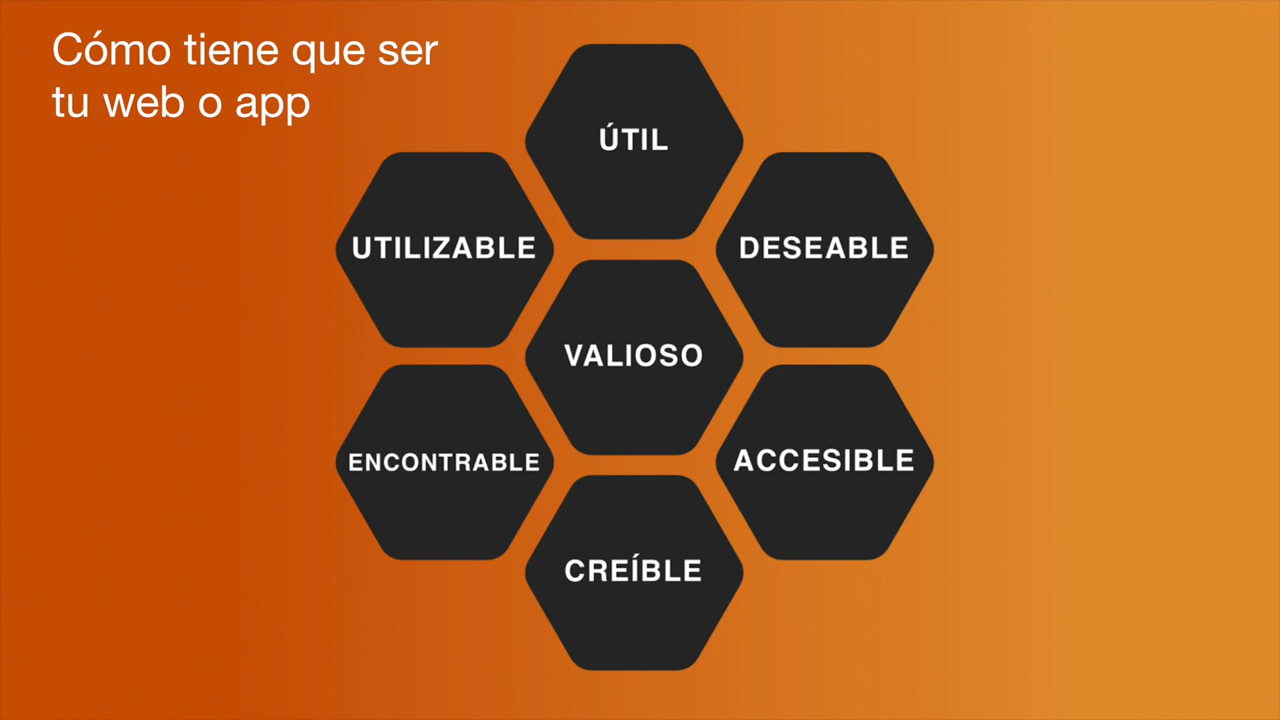 Cómo tiene que ser
tu web o app
ÚTIL
UTILIZABLE
DESEABLE
VALIOSO
ENCONTRABLE
ACCESIBLE
CREÍBLE